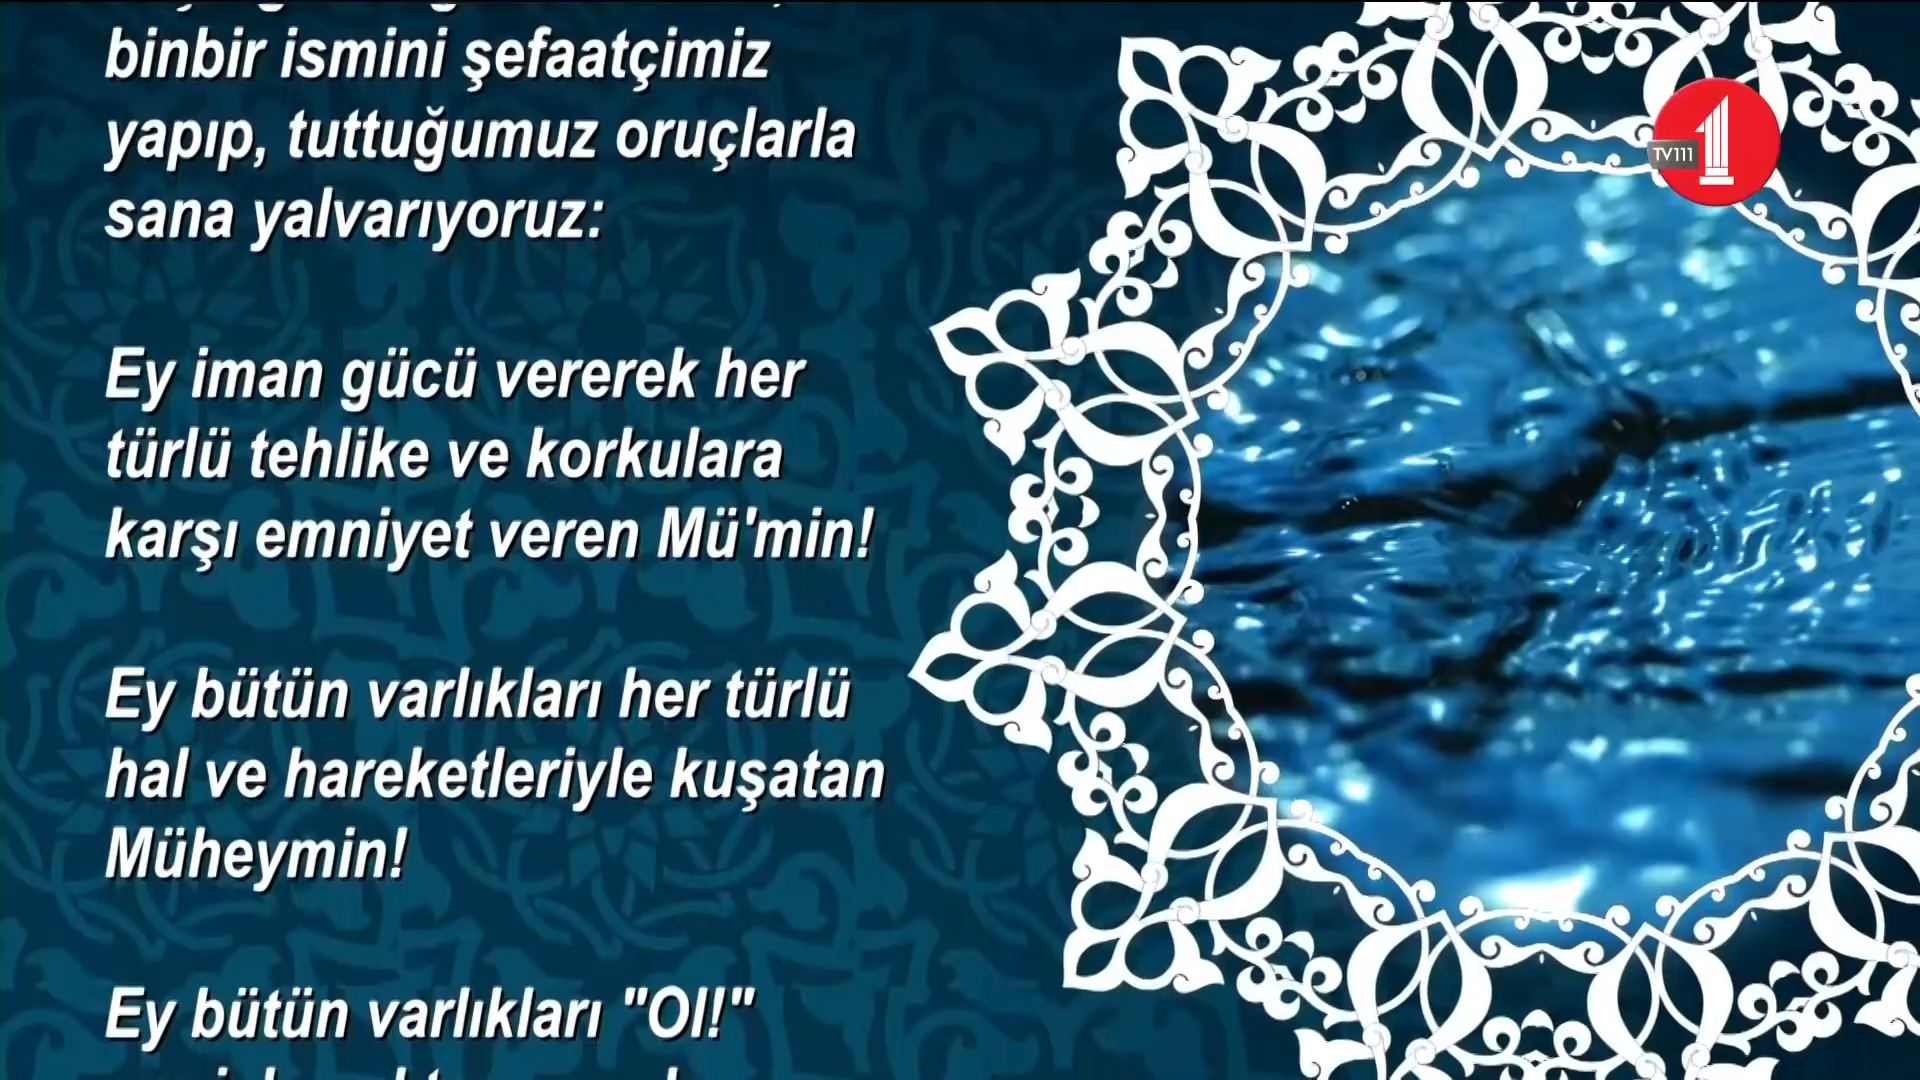 binbir ismini şefaatçimiz
yapıp, tuttuğumuz oruçlarla
sana yalvarıyoruz:
Ey iman gücü vererek her
türlü tehlike ve korkulara
karşı emniyet veren Mü'min!
Ey bütün varlıkları her türlü
hal ve hareketleriyle kuşatan
Müheymin!
Ey bütün varlıkları "Ol!"
TV111
1